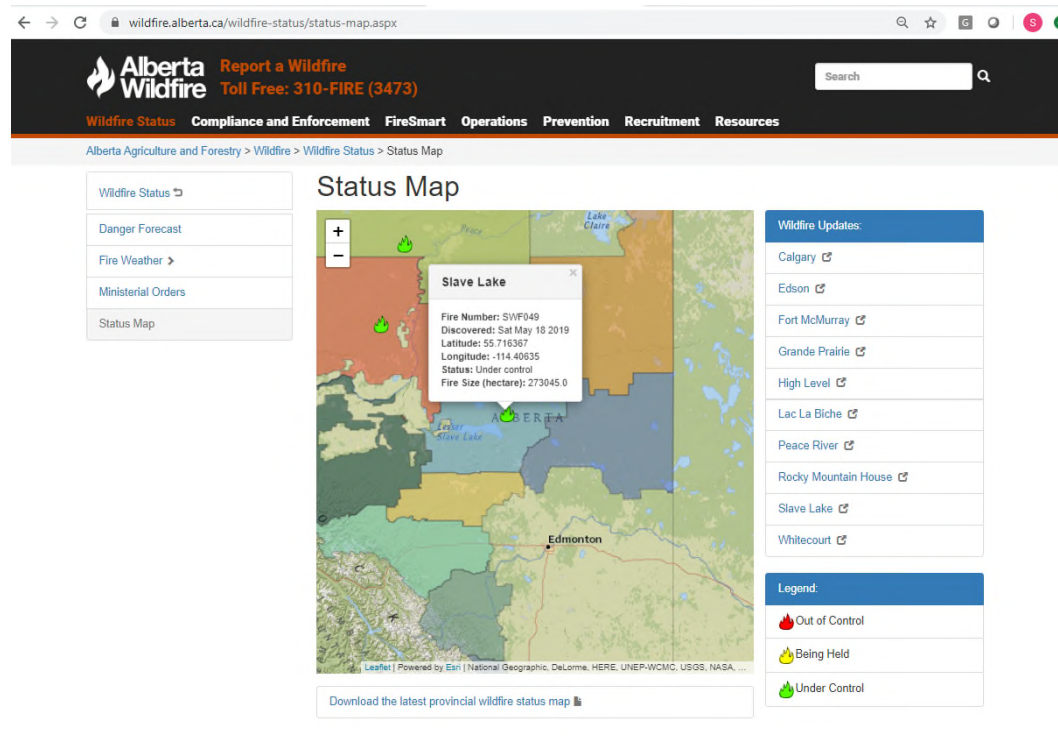 wildfire.alberta.ca/wildfire-status/status-map.aspx
G
S
Alberta Wildfire
Report a Wildfire
Toll Free: 310-FIRE (3473)
Search
Wildfire Status Compliance and Enforcement FireSmart Operations Prevention Recruitment Resources
Alberta Agriculture and Forestry > Wildfire > Wildfire Status > Status Map
Wildfire Status
Danger Forecast
Fire Weather >
Ministerial Orders
Status Map
Status Map
+
−
Peace
Lake
Claire
Slave Lake
×
Fire Number: SWF049
Discovered: Sat May 18 2019
Latitude: 55.716367
Longitude: -114.40635
Status: Under control
Fire Size (hectare): 273045.0
ALBERTA
Lesser
Slave Lake
Edmonton
Leaflet | Powered by Esri | National Geographic, DeLorme, HERE, UNEP-WCMC, USGS, NASA, ...
Download the latest provincial wildfire status map
Wildfire Updates:
Calgary
Edson
Fort McMurray
Grande Prairie
High Level
Lac La Biche
Peace River
Rocky Mountain House
Slave Lake
Whitecourt
Legend:
Out of Control
Being Held
Under Control